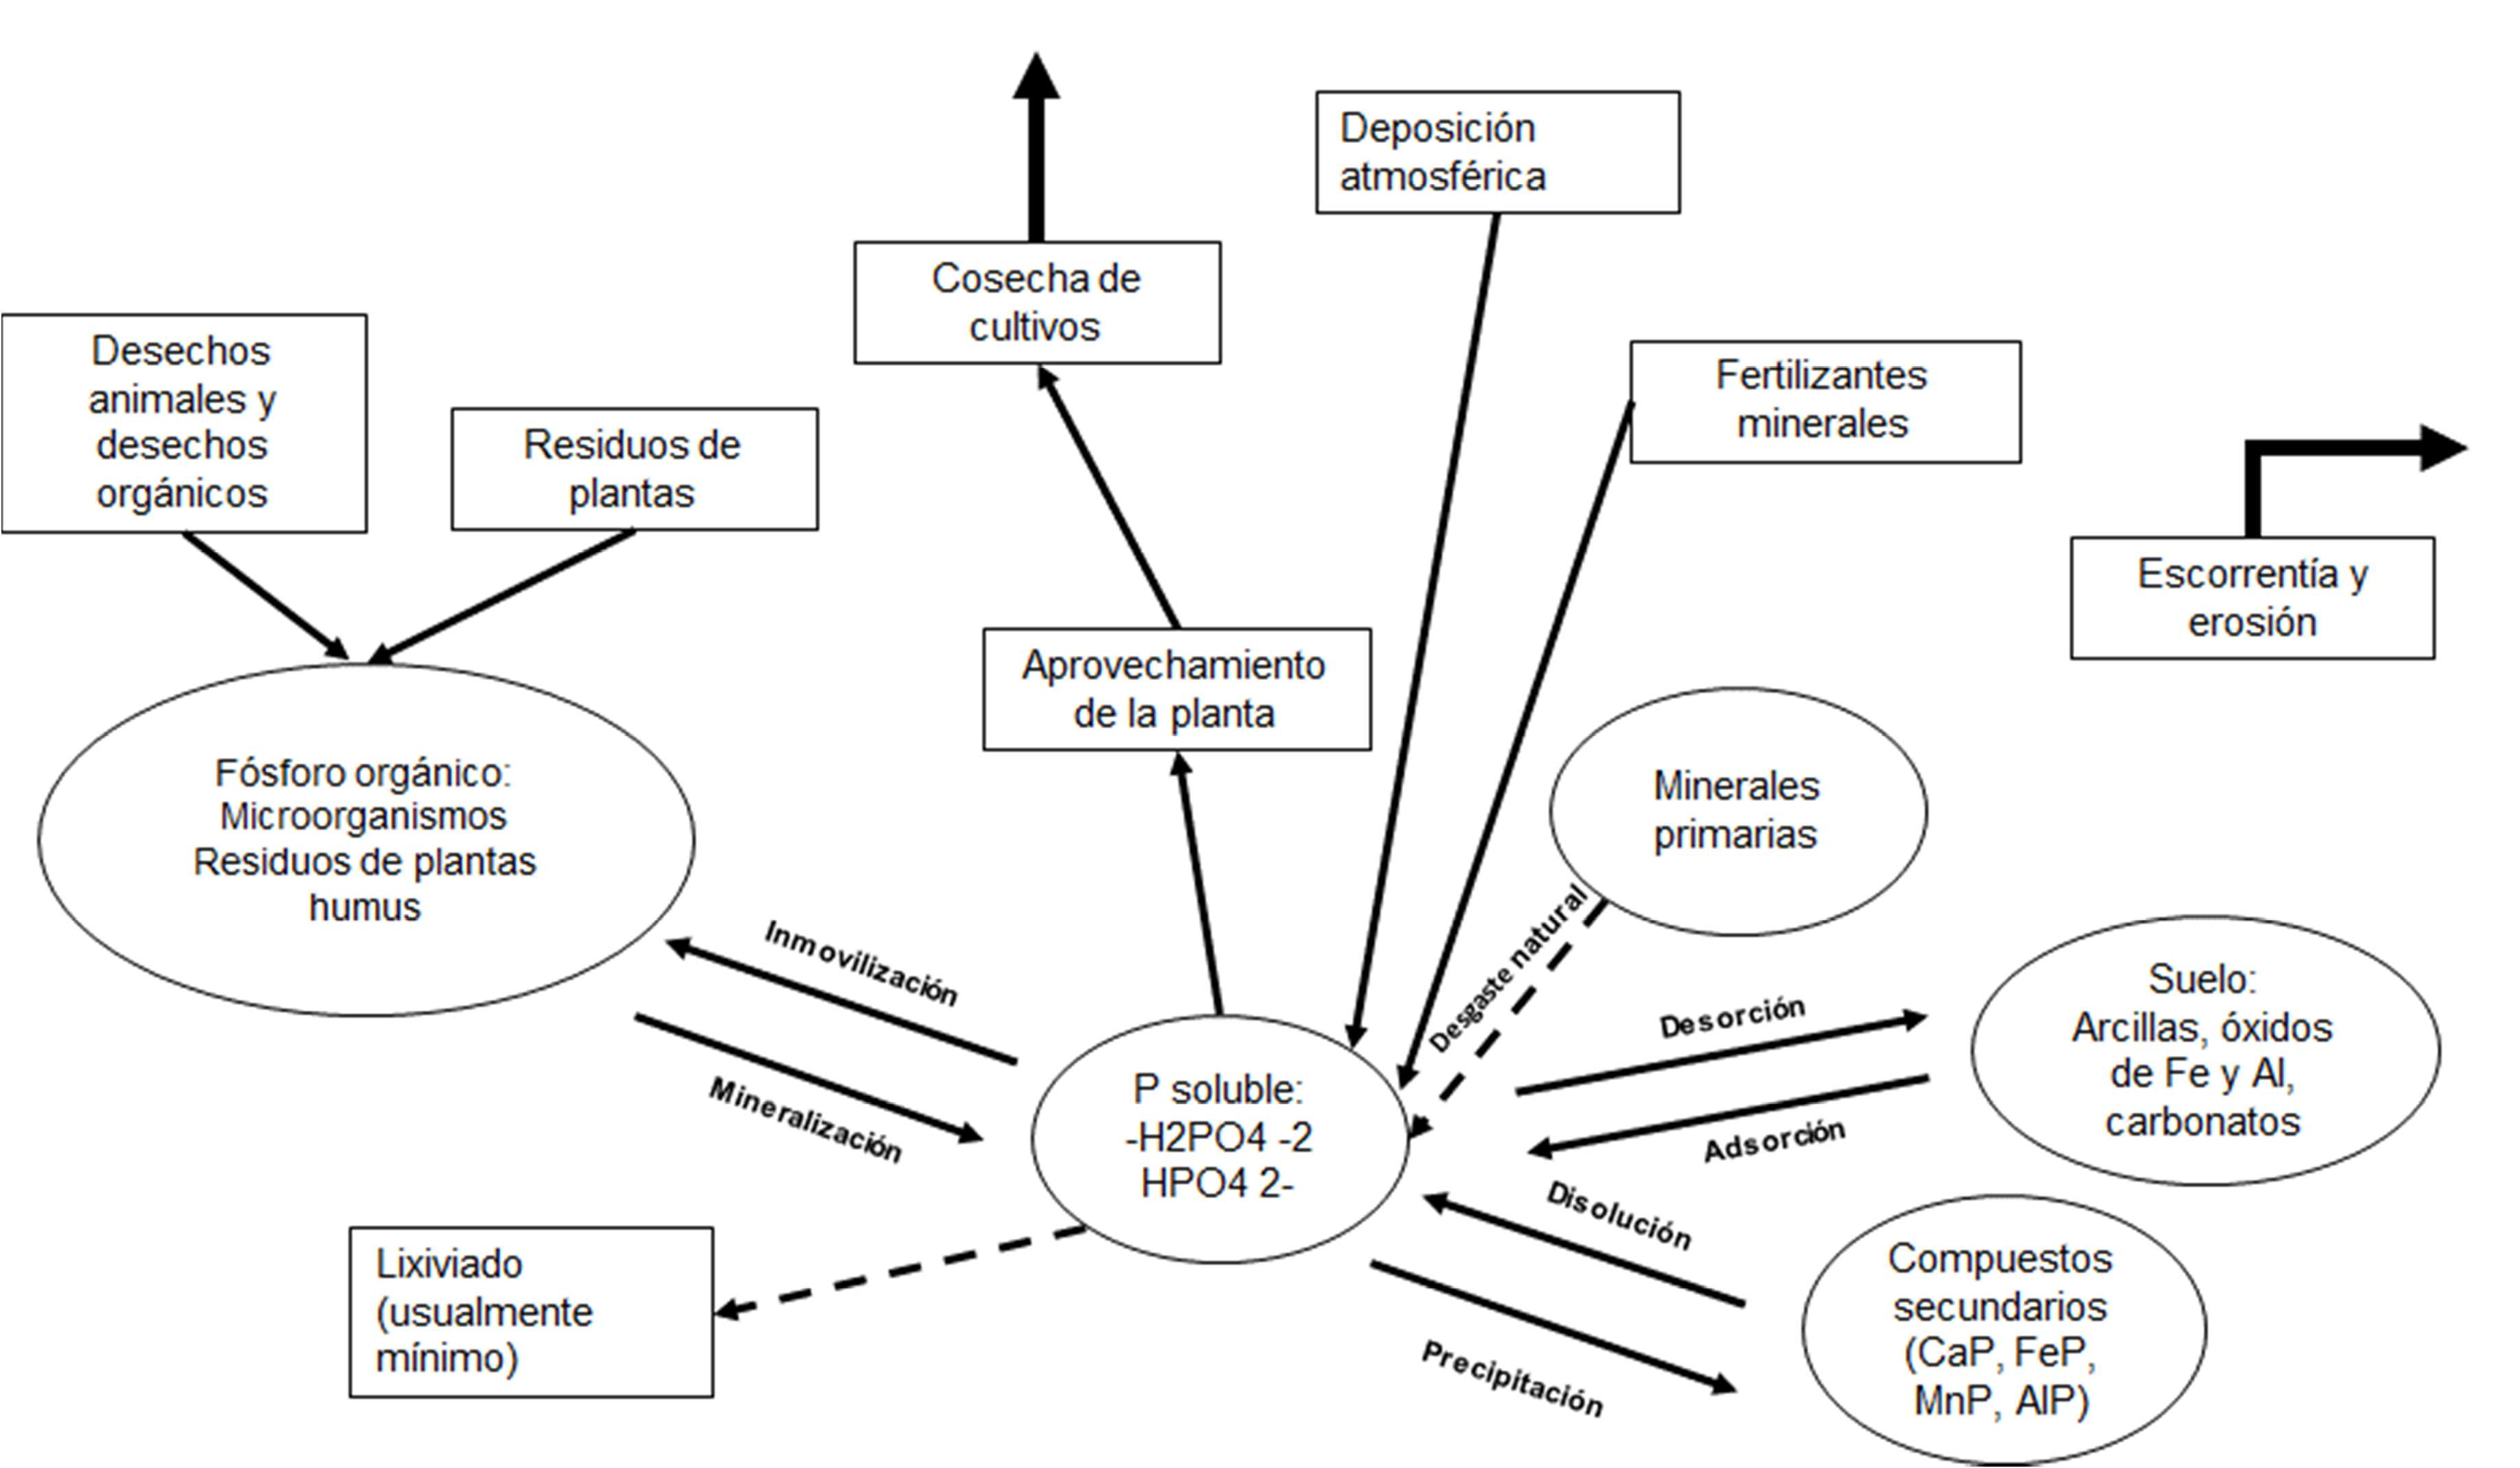 Deposición
atmosférica
Cosecha de
cultivos
Desechos
animales y
desechos
orgánicos
Residuos de
plantas
Fertilizantes
minerales
Escorrentía y
erosión
Aprovechamiento
de la planta
Fósforo orgánico:
Microorganismos
Residuos de plantas
humus
Minerales
primarias
Inmovilización
Mineralización
Desgaste natural
Desorción
Adsorción
Suelo:
Arcillas, óxidos
de Fe y Al,
carbonatos
P soluble:
-H2PO4 -2
HPO4 2-
Disolución
Precipitación
Lixiviado
(usualmente
mínimo)
Compuestos
secundarios
(CaP, FeP,
MnP, AlP)